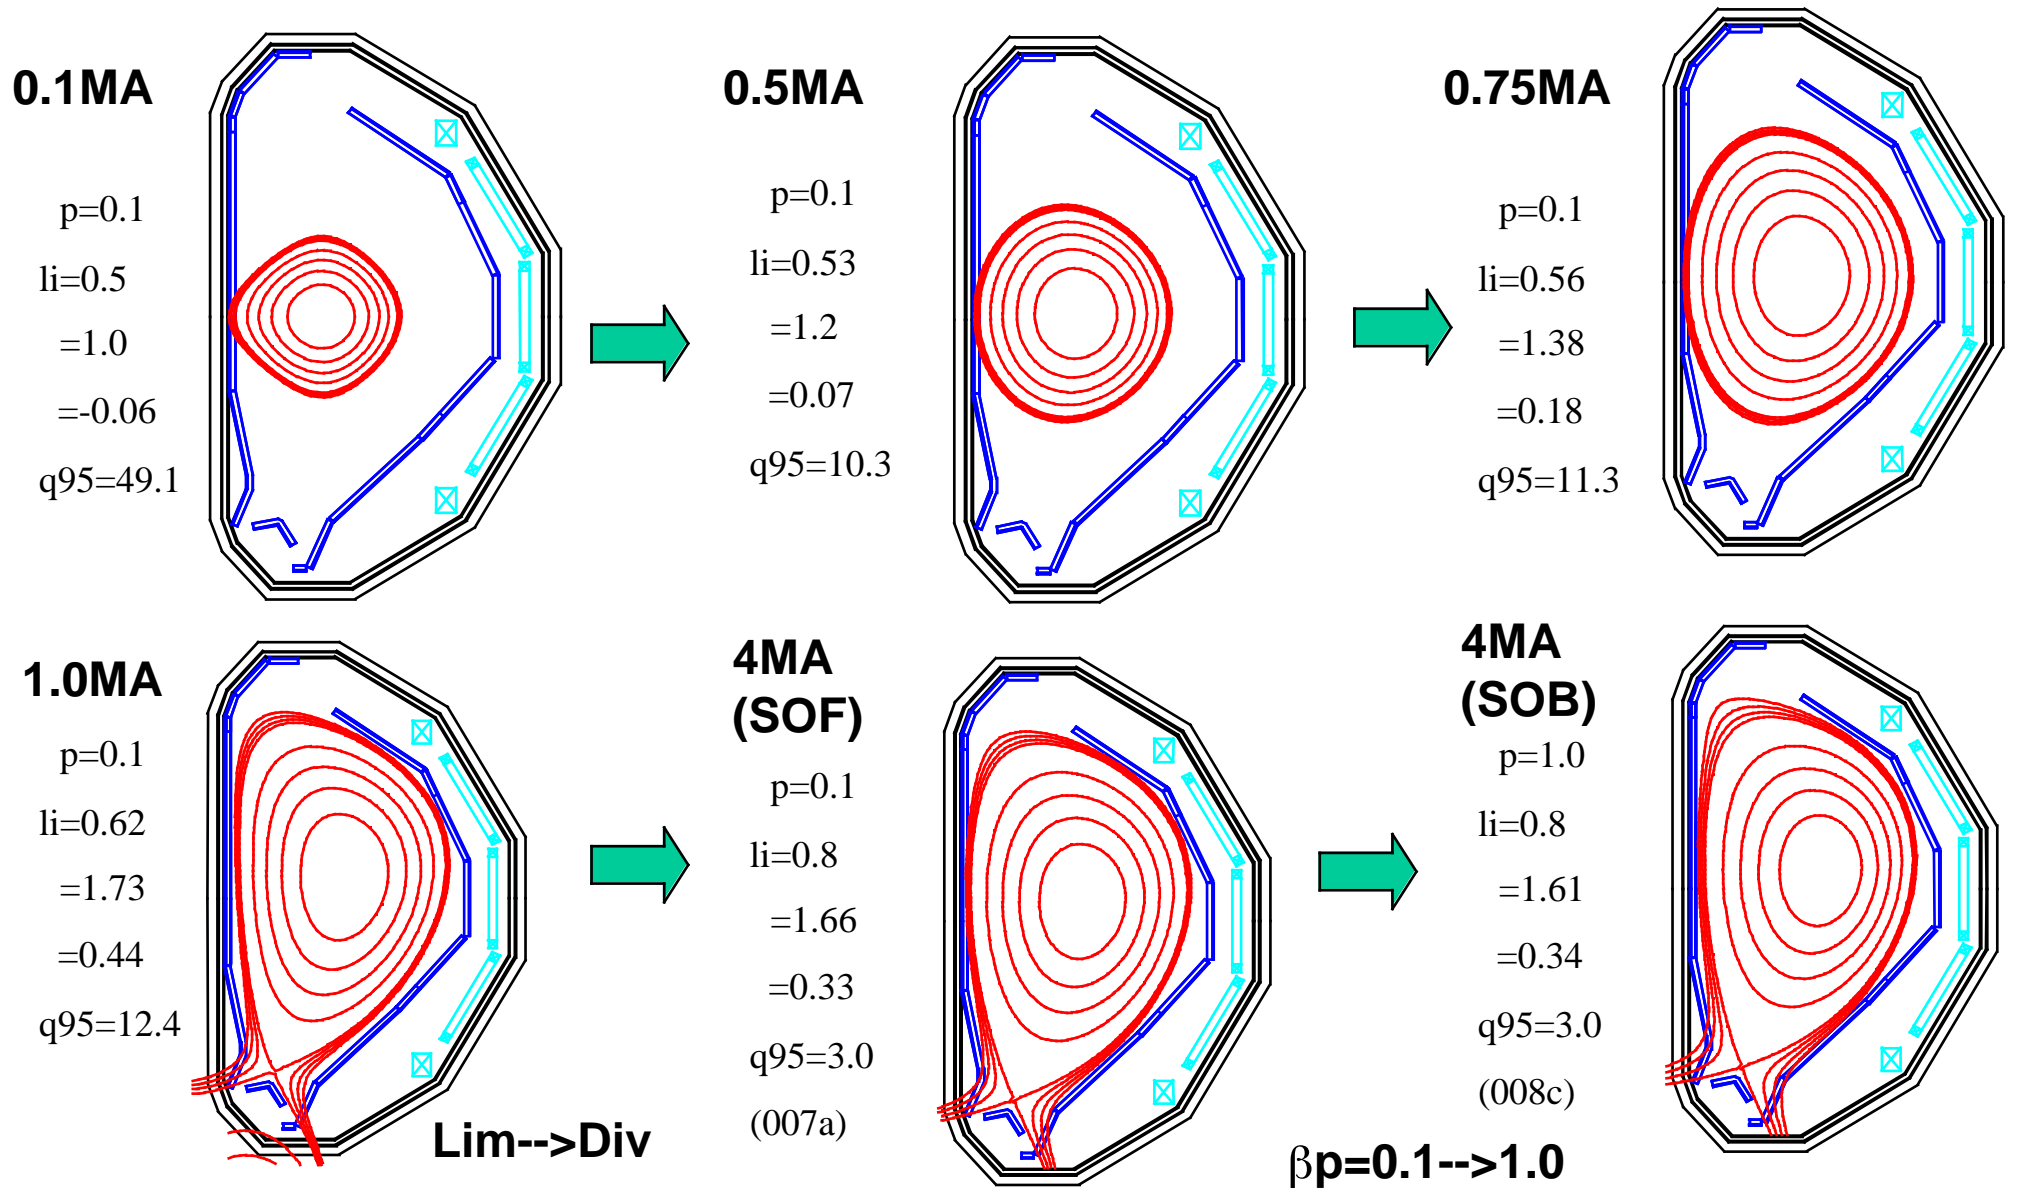 0.1MA
p=0.1
li=0.5
=1.0
=-0.06
q95=49.1
0.5MA
p=0.1
li=0.53
=1.2
=0.07
q95=10.3
0.75MA
p=0.1
li=0.56
=1.38
=0.18
q95=11.3
1.0MA
p=0.1
li=0.62
=1.73
=0.44
q95=12.4
Lim-->Div
4MA
(SOF)
p=0.1
li=0.8
=1.66
=0.33
q95=3.0
(007a)
4MA
(SOB)
p=1.0
li=0.8
=1.61
=0.34
q95=3.0
(008c)
βp=0.1-->1.0